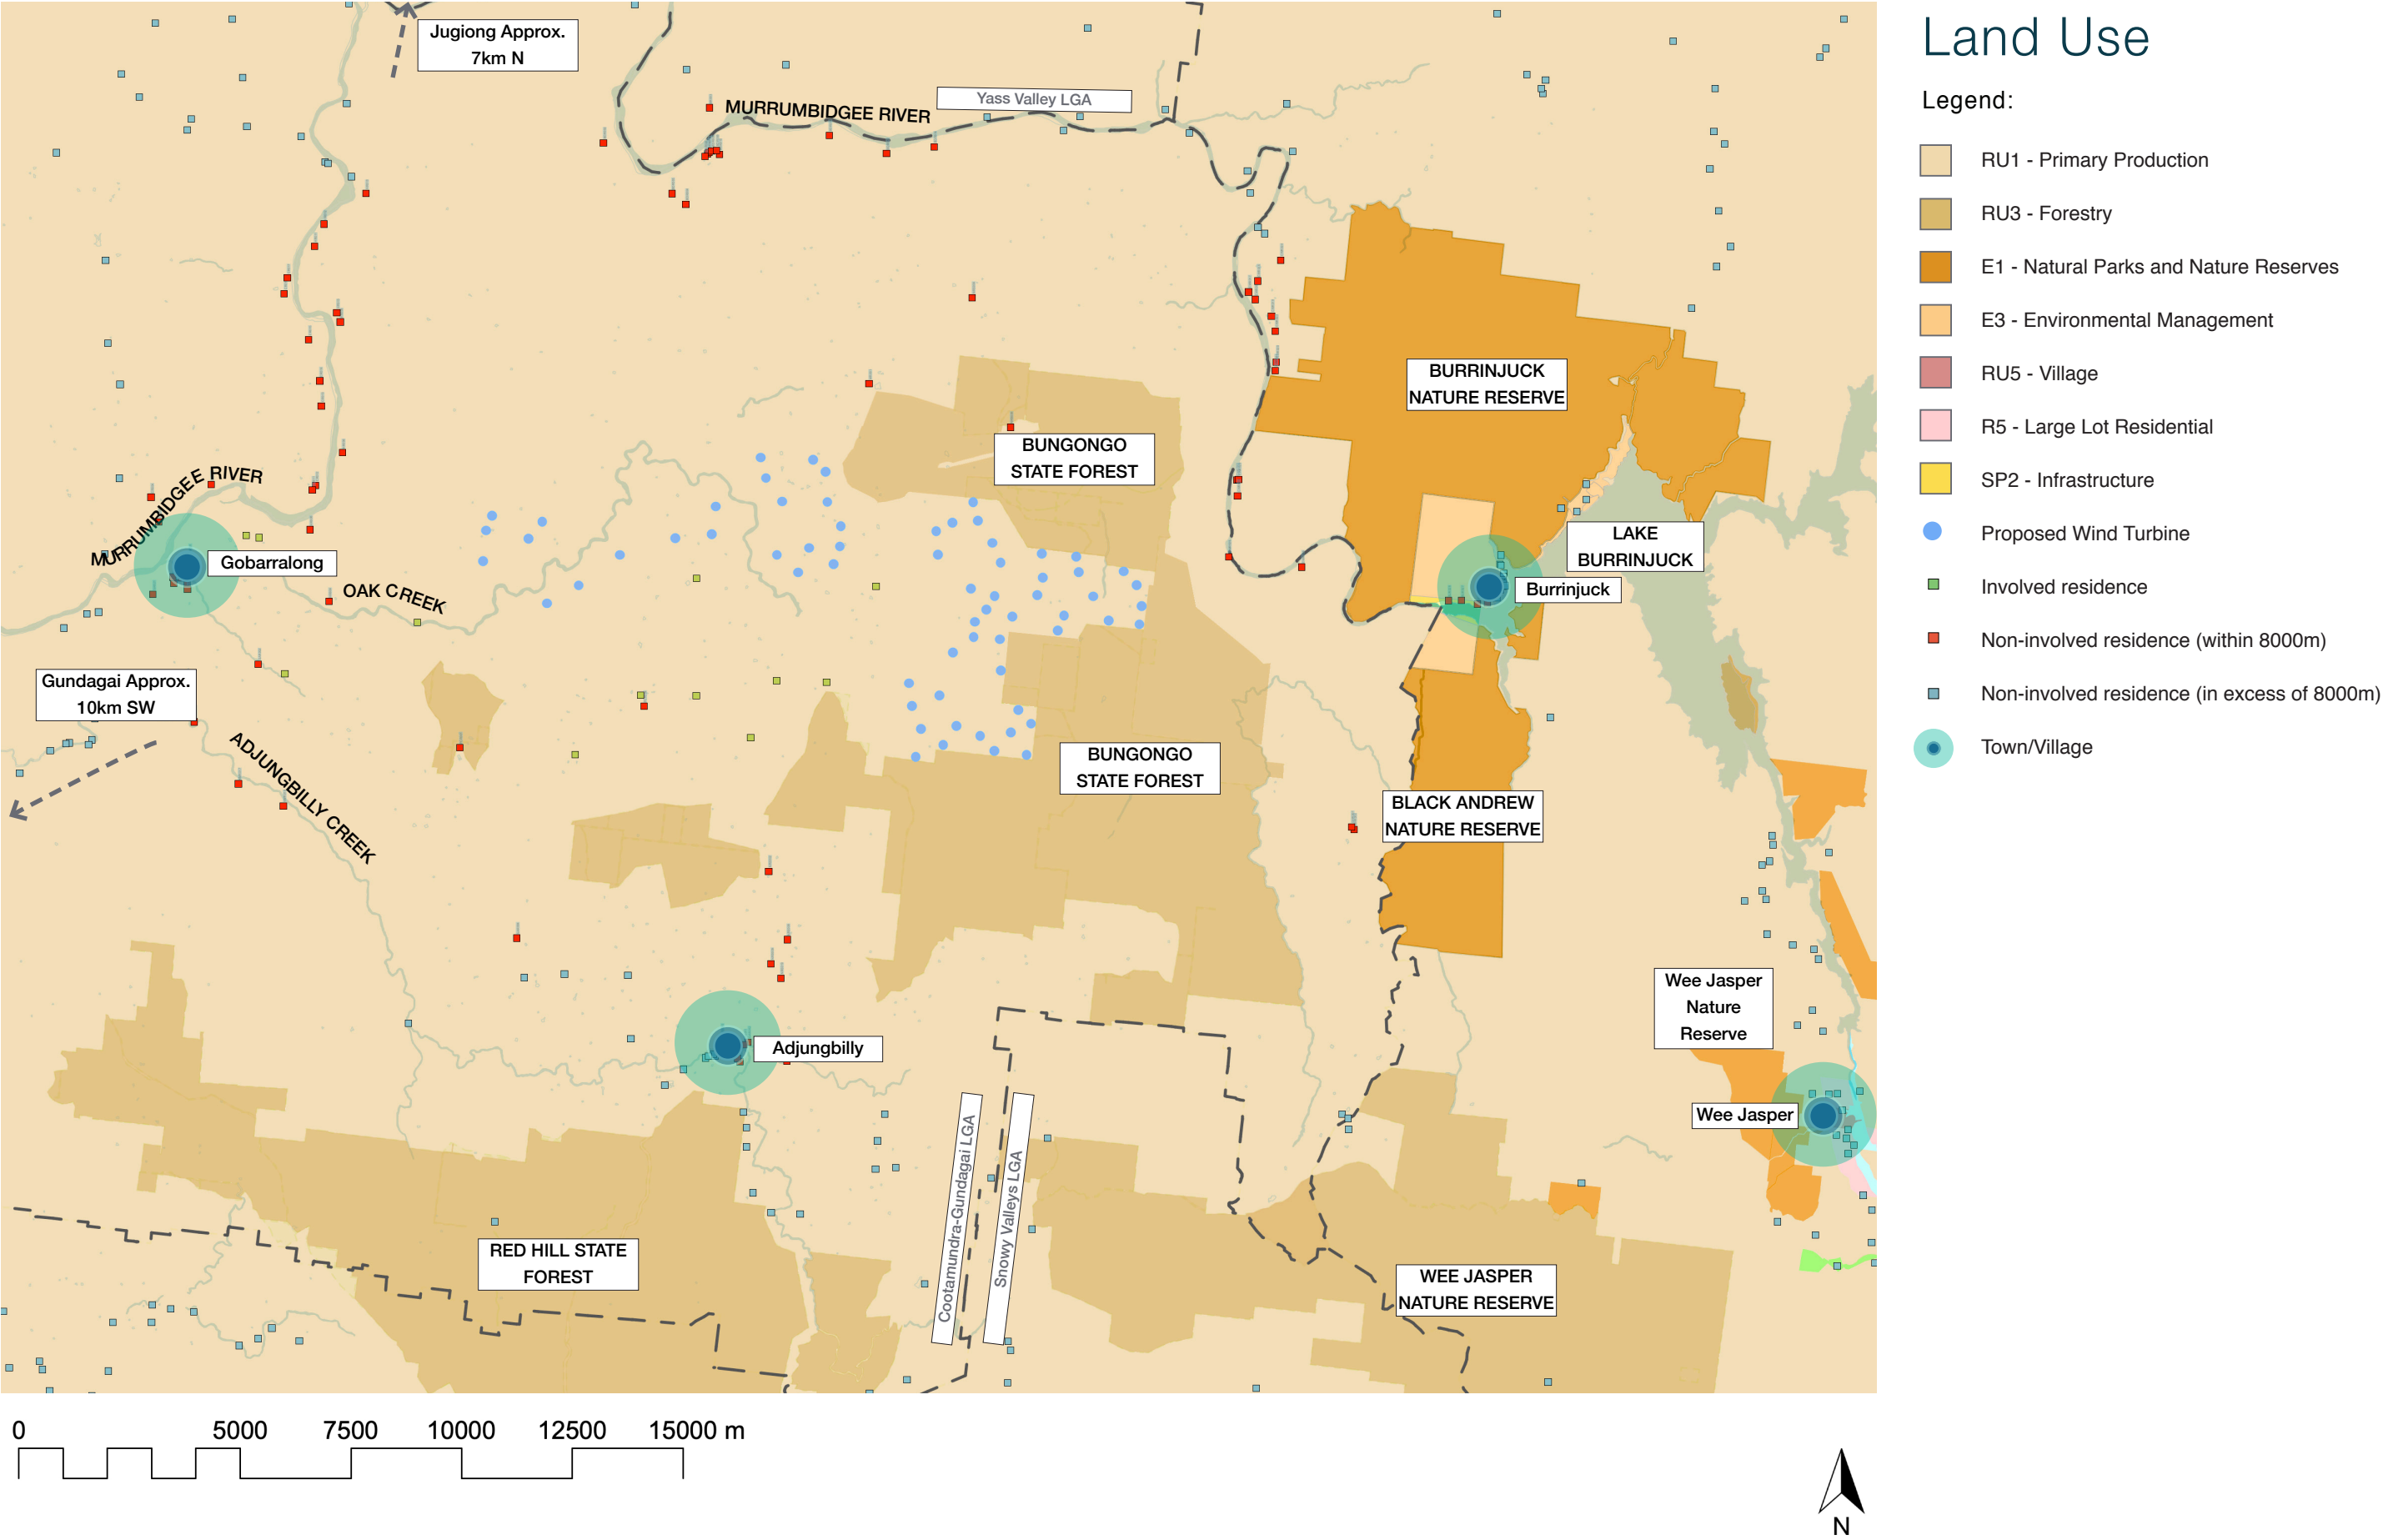 Land Use
Legend:
RU1 - Primary Production
RU3 - Forestry
E1 - Natural Parks and Nature Reserves
E3 - Environmental Management
RU5 - Village
R5 - Large Lot Residential
SP2 - Infrastructure
Proposed Wind Turbine
Involved residence
Non-involved residence (within 8000m)
Non-involved residence (in excess of 8000m)
Town/Village
Jugiong Approx.
7km N
MURRUMBIDGEE RIVER
Yass Valley LGA
BURRINJUCK
NATURE RESERVE
BUNGONGO
STATE FOREST
MURRUMBIDGEE RIVER
LAKE
BURRINJUCK
Gobarralong
Burrinjuck
OAK CREEK
Gundagai Approx.
10km SW
ADJUNGBILLY CREEK
BUNGONGO
STATE FOREST
BLACK ANDREW
NATURE RESERVE
Wee Jasper
Nature
Reserve
Adjungbilly
Wee Jasper
Cootamundra-Gundagai LGA
Snowy Valleys LGA
RED HILL STATE
FOREST
WEE JASPER
NATURE RESERVE
0 5000 7500 10000 12500 15000 m
N